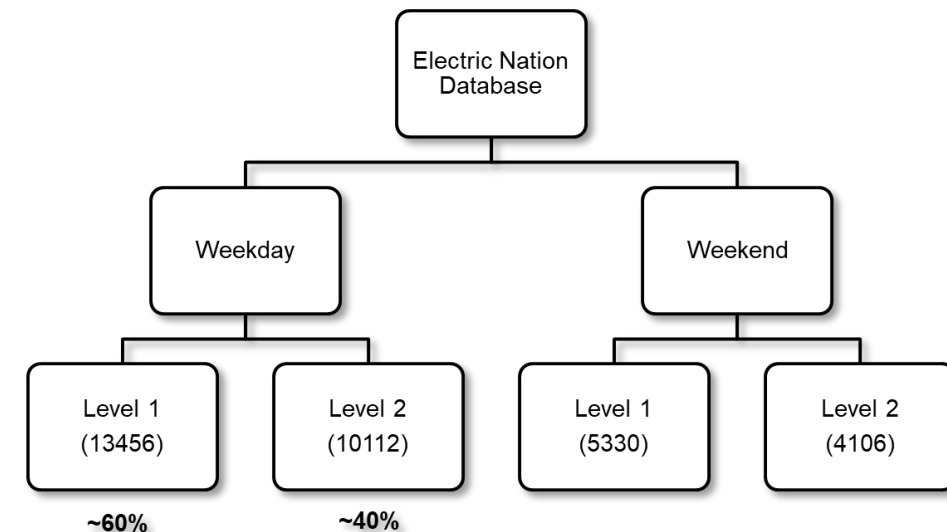 Electric Nation
Database
Weekday
Weekend
Level 1
(13456)
Level 2
(10112)
Level 1
(5330)
Level 2
(4106)
~60%
~40%